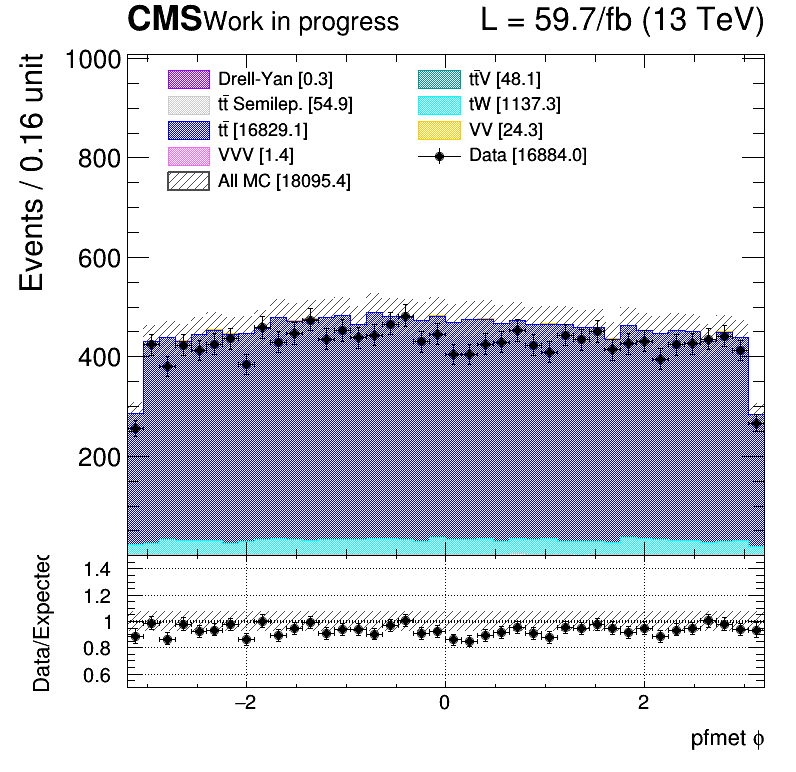 CMS Work in progress L = 59.7/fb (13 TeV)
Events / 0.16 unit
1000
800
600
400
200
Drell-Yan [0.3]
tt̄ Semilep. [54.9]
tt̄ [16829.1]
VVV [1.4]
All MC [18095.4]
tt̄V [48.1]
tW [1137.3]
VV [24.3]
Data [16884.0]
Data/Expected
1.4
1.2
1
0.8
0.6
−2 0 2
pfmet ϕ